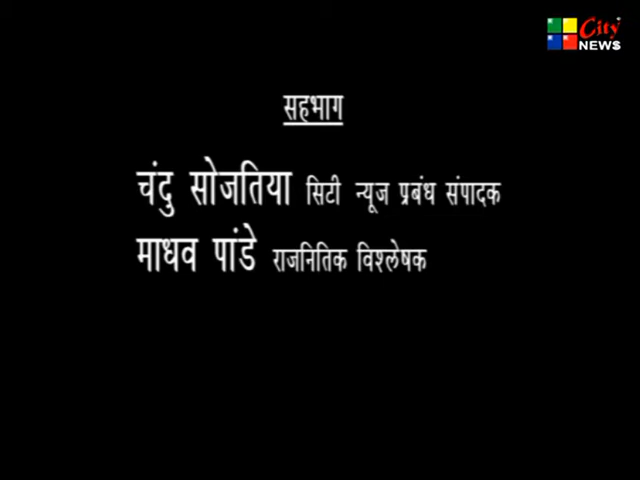 City
NEWS
सहभाग
चंदु सोजतिया सिटी न्यूज प्रबंध संपादक
माधव पांडे राजनितिक विश्लेषक